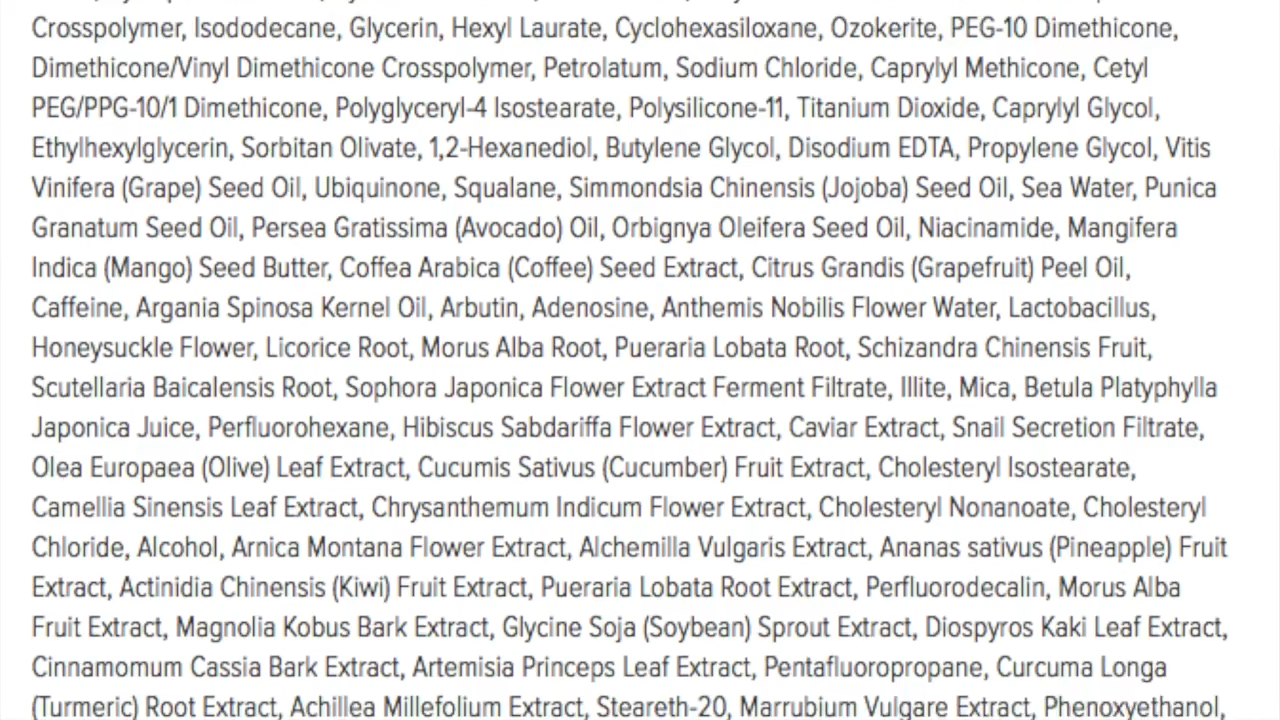 Crosspolymer, Isododecane, Glycerin, Hexyl Laurate, Cyclohexasiloxane, Ozokerite, PEG-10 Dimethicone,
Dimethicone/Vinyl Dimethicone Crosspolymer, Petrolatum, Sodium Chloride, Caprylyl Methicone, Cetyl
PEG/PPG-10/1 Dimethicone, Polyglyceryl-4 Isostearate, Polysilicone-11, Titanium Dioxide, Caprylyl Glycol,
Ethylhexylglycerin, Sorbitan Olivate, 1,2-Hexanediol, Butylene Glycol, Disodium EDTA, Propylene Glycol, Vitis
Vinifera (Grape) Seed Oil, Ubiquinone, Squalane, Simmondsia Chinensis (Jojoba) Seed Oil, Sea Water, Punica
Granatum Seed Oil, Persea Gratissima (Avocado) Oil, Orbignya Oleifera Seed Oil, Niacinamide, Mangifera
Indica (Mango) Seed Butter, Coffea Arabica (Coffee) Seed Extract, Citrus Grandis (Grapefruit) Peel Oil,
Caffeine, Argania Spinosa Kernel Oil, Arbutin, Adenosine, Anthemis Nobilis Flower Water, Lactobacillus,
Honeysuckle Flower, Licorice Root, Morus Alba Root, Pueraria Lobata Root, Schizandra Chinensis Fruit,
Scutellaria Baicalensis Root, Sophora Japonica Flower Extract Ferment Filtrate, Illite, Mica, Betula Platyphylla
Japonica Juice, Perfluorohexane, Hibiscus Sabdariffa Flower Extract, Caviar Extract, Snail Secretion Filtrate,
Olea Europaea (Olive) Leaf Extract, Cucumis Sativus (Cucumber) Fruit Extract, Cholesteryl Isostearate,
Camellia Sinensis Leaf Extract, Chrysanthemum Indicum Flower Extract, Cholesteryl Nonanoate, Cholesteryl
Chloride, Alcohol, Arnica Montana Flower Extract, Alchemilla Vulgaris Extract, Ananas sativus (Pineapple) Fruit
Extract, Actinidia Chinensis (Kiwi) Fruit Extract, Pueraria Lobata Root Extract, Perfluorodecalin, Morus Alba
Fruit Extract, Magnolia Kobus Bark Extract, Glycine Soja (Soybean) Sprout Extract, Diospyros Kaki Leaf Extract,
Cinnamomum Cassia Bark Extract, Artemisia Princeps Leaf Extract, Pentafluoropropane, Curcuma Longa
(Turmeric) Root Extract, Achillea Millefolium Extract, Steareth-20, Marrubium Vulgare Extract, Phenoxyethanol,